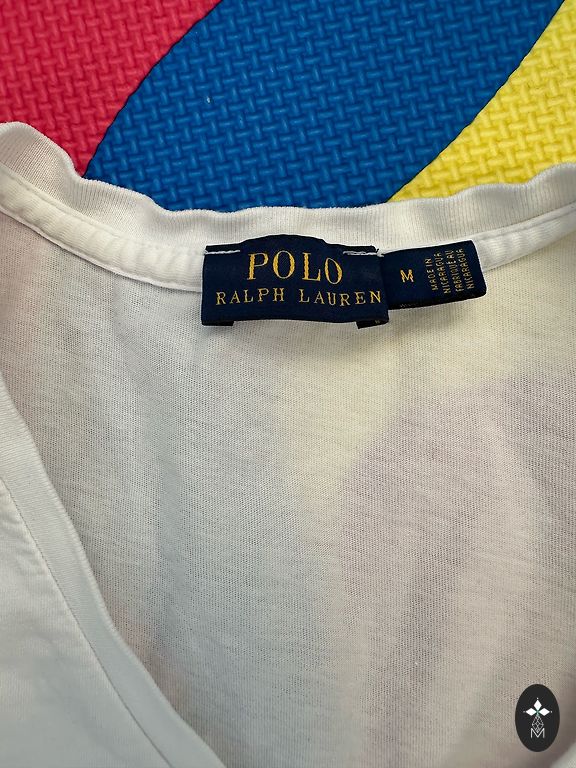 POLO
RALPH LAUREN
M
MADE IN
NICARAGUA
FABRIQUÉ AU
NICARAGUA
M